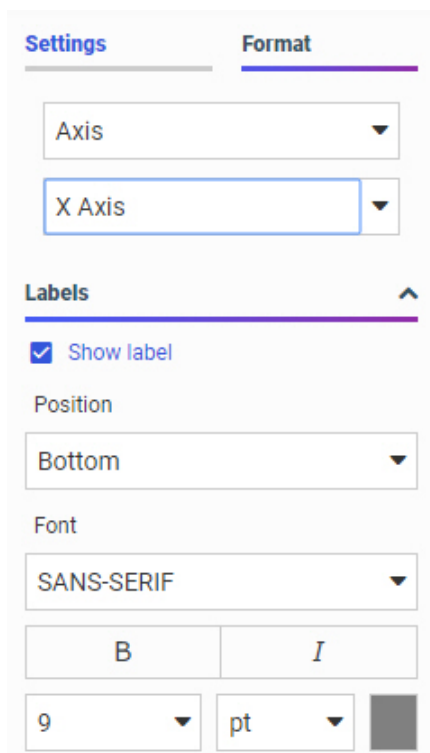 Settings Format
Axis
X Axis
Labels
Show label
Position
Bottom
Font
SANS-SERIF
B I
9 pt